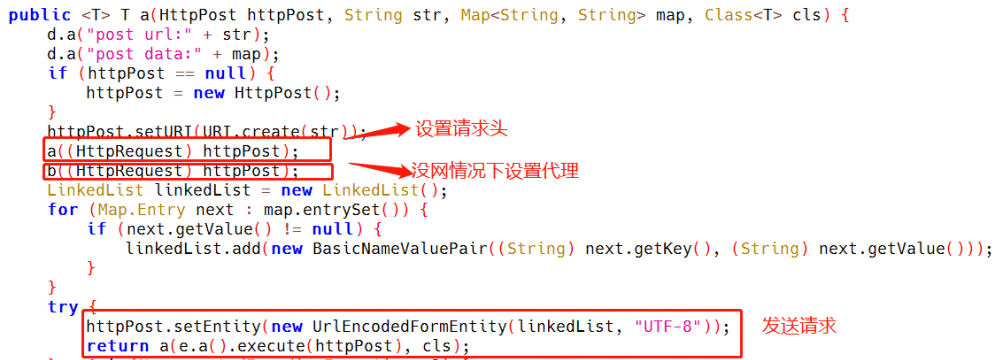 public <T> T a(HttpPost httpPost, String str, Map<String, String> map, Class<T> cls) {
d.a("post url:" + str);
d.a("post data:" + map);
if (httpPost == null) {
httpPost = new HttpPost();
}
httpPost.setURI(URI.create(str));
设置请求头
a((HttpRequest) httpPost);
b((HttpRequest) httpPost);
没网情况下设置代理
LinkedList linkedList = new LinkedList();
for (Map.Entry next : map.entrySet()) {
if (next.getValue() != null) {
linkedList.add(new BasicNameValuePair((String) next.getKey(), (String) next.getValue()));
}
}
try {
httpPost.setEntity(new UrlEncodedFormEntity(linkedList, "UTF-8"));
发送请求
return a(e.a().execute(httpPost), cls);